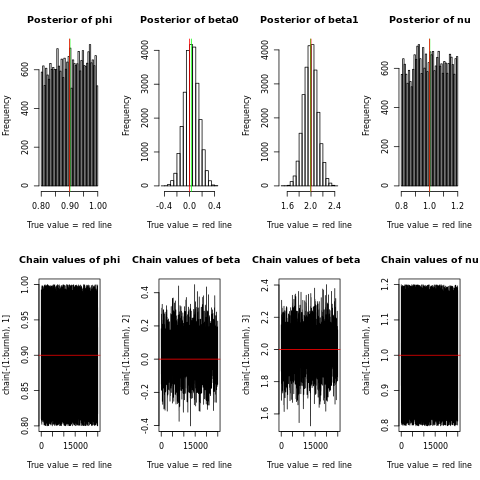 Posterior of phi
Posterior of beta0
Posterior of beta1
Posterior of nu
Frequency
0 200 400 600
0.80 0.90 1.00
True value = red line
Frequency
0 1000 2000 3000 4000
-0.4 0.0 0.4
True value = red line
Frequency
0 1000 2000 3000 4000
1.6 2.0 2.4
True value = red line
Frequency
0 200 400 600
0.8 1.0 1.2
True value = red line
Chain values of phi
Chain values of beta
Chain values of beta
Chain values of nu
chain[-(1:burnIn), 1]
0.80 0.85 0.90 0.95 1.00
0 15000
True value = red line
chain[-(1:burnIn), 2]
-0.4 -0.2 0.0 0.2 0.4
0 15000
True value = red line
chain[-(1:burnIn), 3]
1.6 1.8 2.0 2.2 2.4
0 15000
True value = red line
chain[-(1:burnIn), 4]
0.8 0.9 1.0 1.1 1.2
0 15000
True value = red line